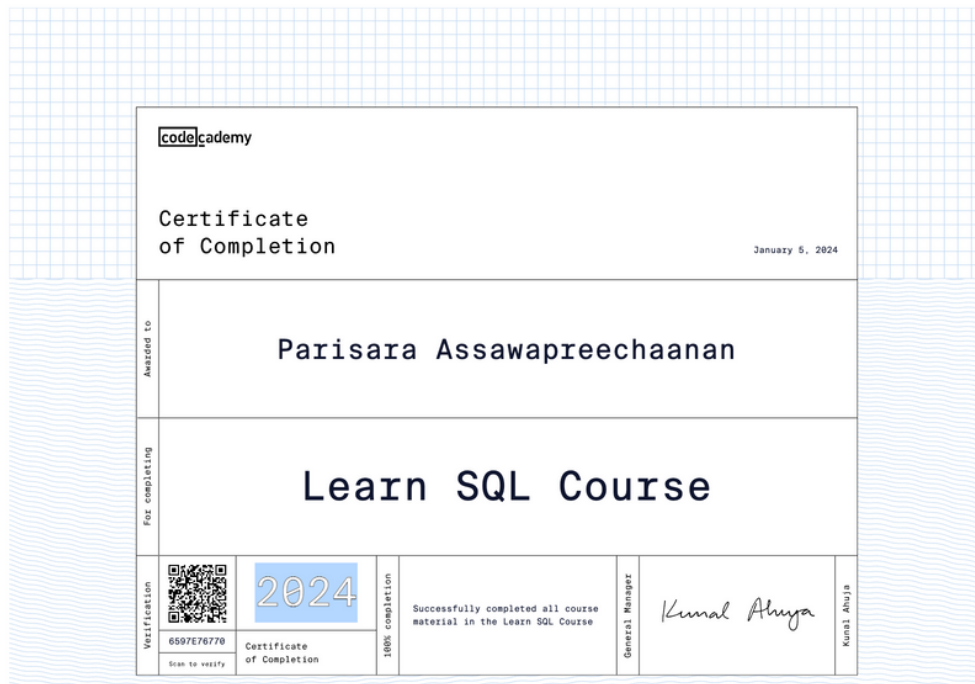 codecademy
Certificate
of Completion
January 5, 2024
Awarded to
Parisara Assawapreechaanan
For completing
Learn SQL Course
Verification
6597E76770
Scan to verify
2024
Certificate
of Completion
100% completion
Successfully completed all course
material in the Learn SQL Course
General Manager
Kunal Ahuja
Kunal Ahuja